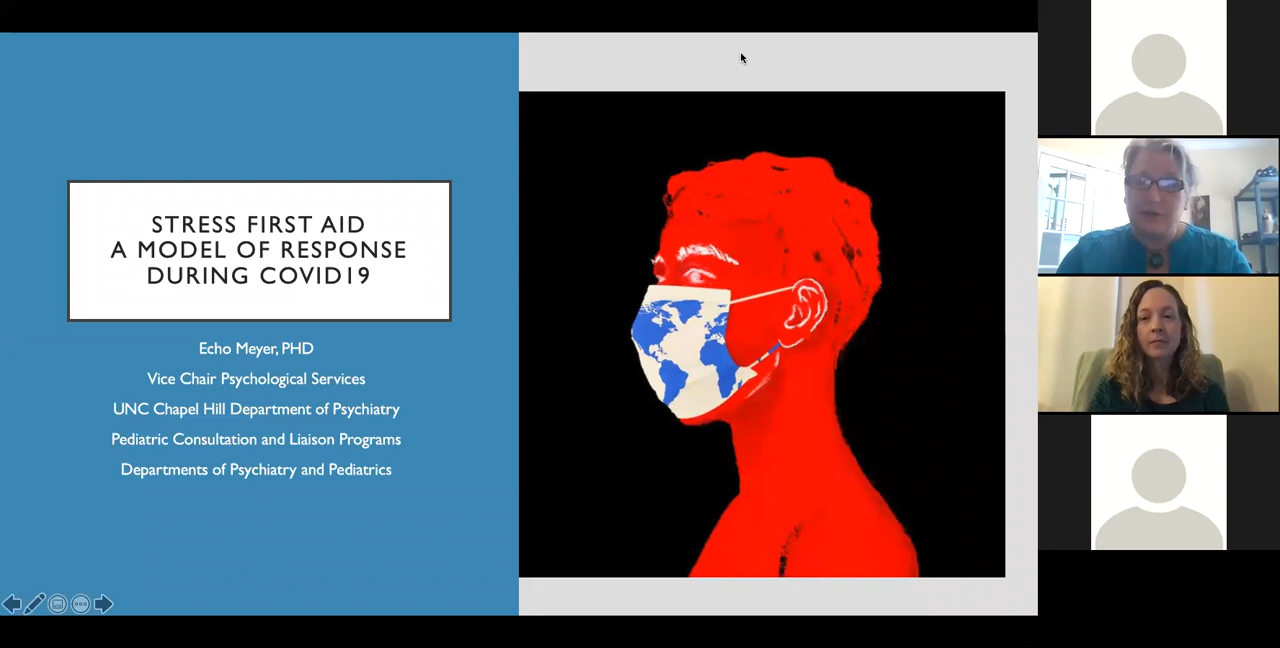 STRESS FIRST AID
A MODEL OF RESPONSE
DURING COVID19
Echo Meyer, PHD
Vice Chair Psychological Services
UNC Chapel Hill Department of Psychiatry
Pediatric Consultation and Liaison Programs
Departments of Psychiatry and Pediatrics